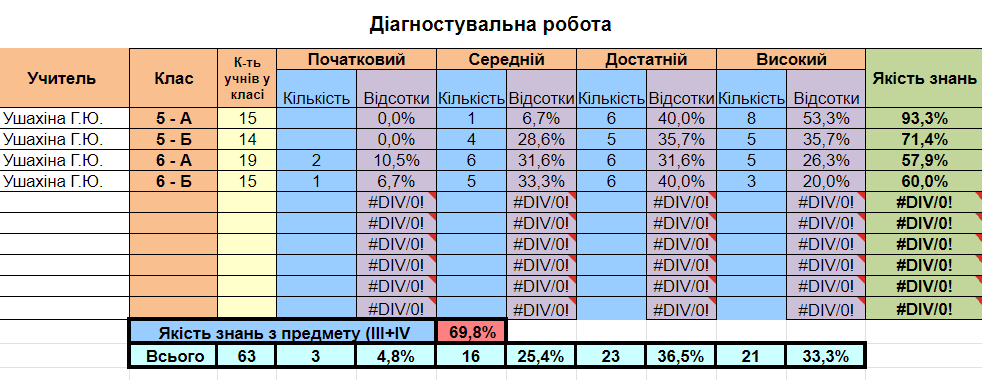 Діагностувальна робота
Учитель Клас К-ть учнів у класі Початковий Середній Достатній Високий Якість знань
Кількість Відсотки Кількість Відсотки Кількість Відсотки Кількість Відсотки
Ушахіна Г.Ю. 5 - А 15 0,0% 1 6,7% 6 40,0% 8 53,3% 93,3%
Ушахіна Г.Ю. 5 - Б 14 0,0% 4 28,6% 5 35,7% 5 35,7% 71,4%
Ушахіна Г.Ю. 6 - А 19 2 10,5% 6 31,6% 6 31,6% 5 26,3% 57,9%
Ушахіна Г.Ю. 6 - Б 15 1 6,7% 5 33,3% 6 40,0% 3 20,0% 60,0%
#DIV/0! #DIV/0! #DIV/0! #DIV/0! #DIV/0!
#DIV/0! #DIV/0! #DIV/0! #DIV/0! #DIV/0!
#DIV/0! #DIV/0! #DIV/0! #DIV/0! #DIV/0!
#DIV/0! #DIV/0! #DIV/0! #DIV/0! #DIV/0!
#DIV/0! #DIV/0! #DIV/0! #DIV/0! #DIV/0!
#DIV/0! #DIV/0! #DIV/0! #DIV/0! #DIV/0!
Якість знань з предмету (III+IV 69,8%
Всього 63 3 4,8% 16 25,4% 23 36,5% 21 33,3%